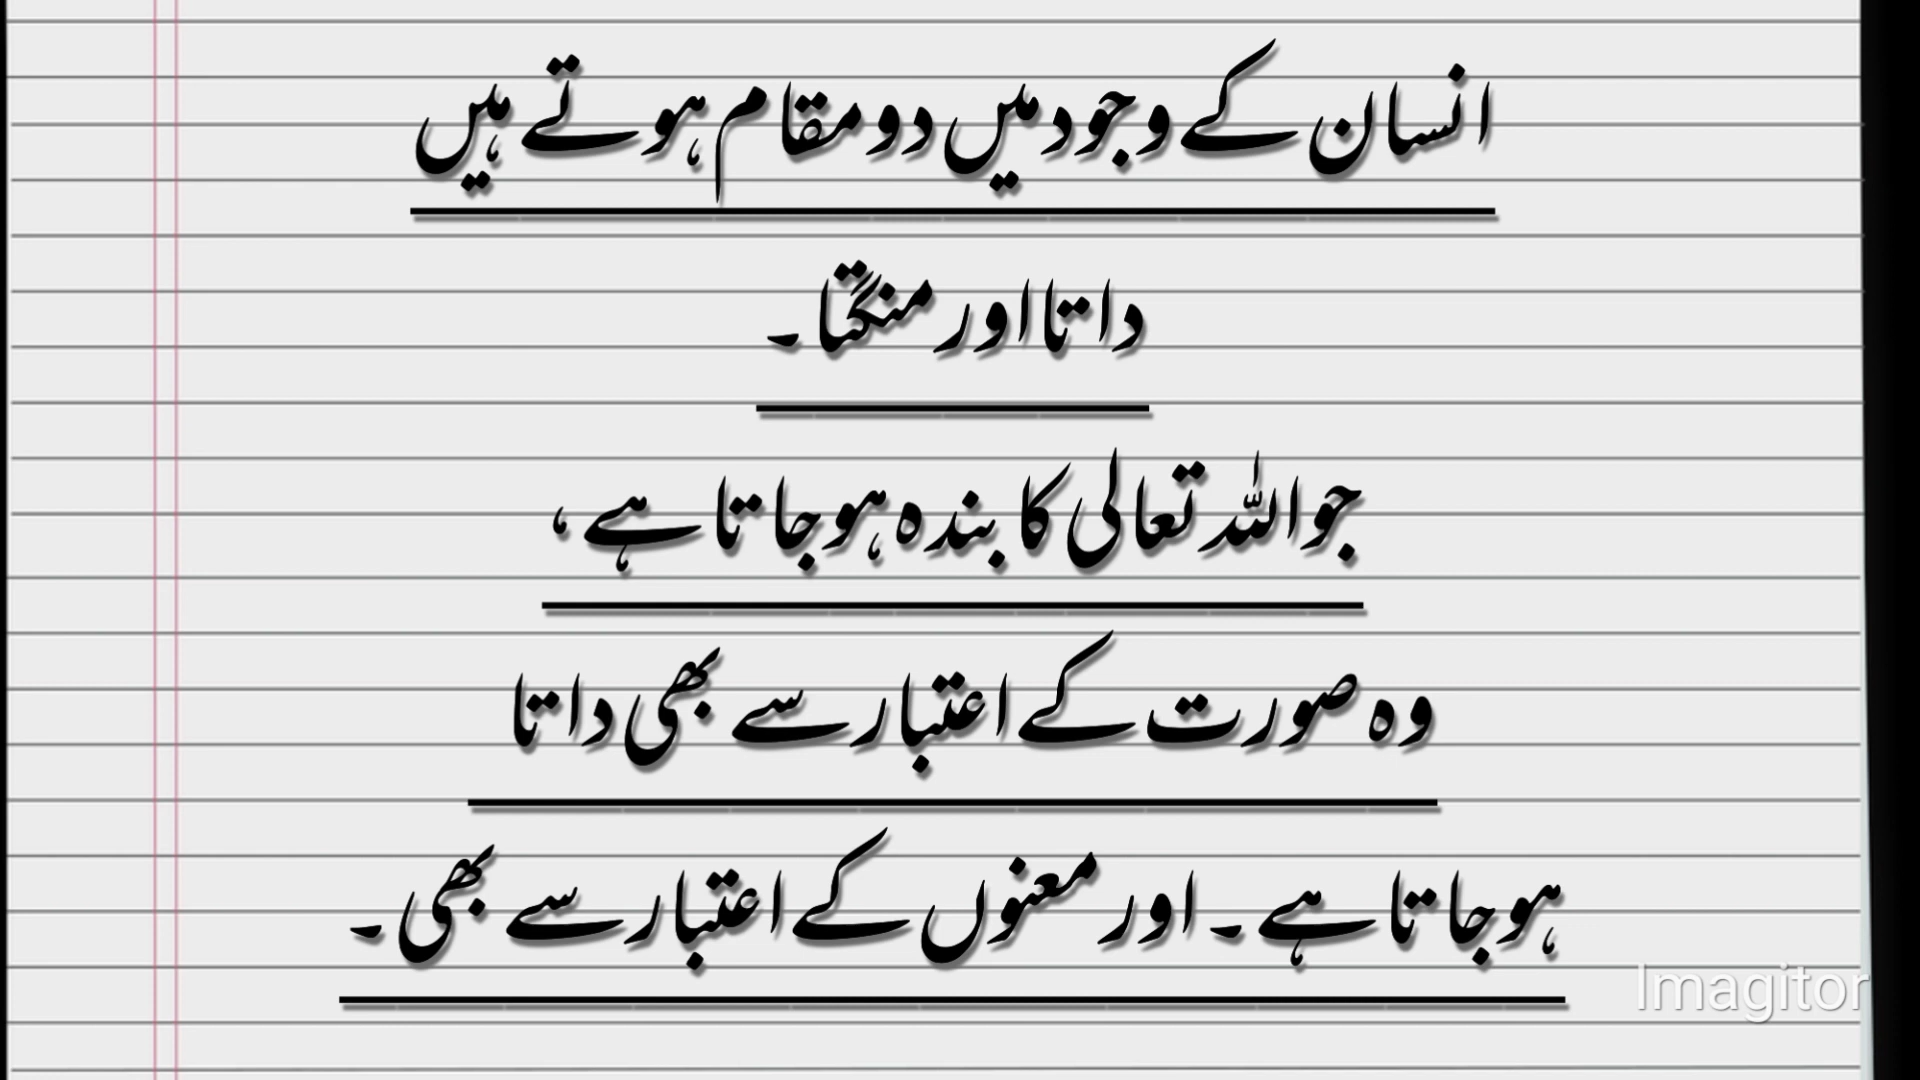 انسان کے وجود میں دو مقام ہوتے ہیں
داتا اور منگتا۔
جو اللہ تعالی کا بندہ ہو جاتا ہے،
وہ صورت کے اعتبار سے بھی داتا
ہو جاتا ہے۔ اور معنوں کے اعتبار سے بھی۔
Imagitor